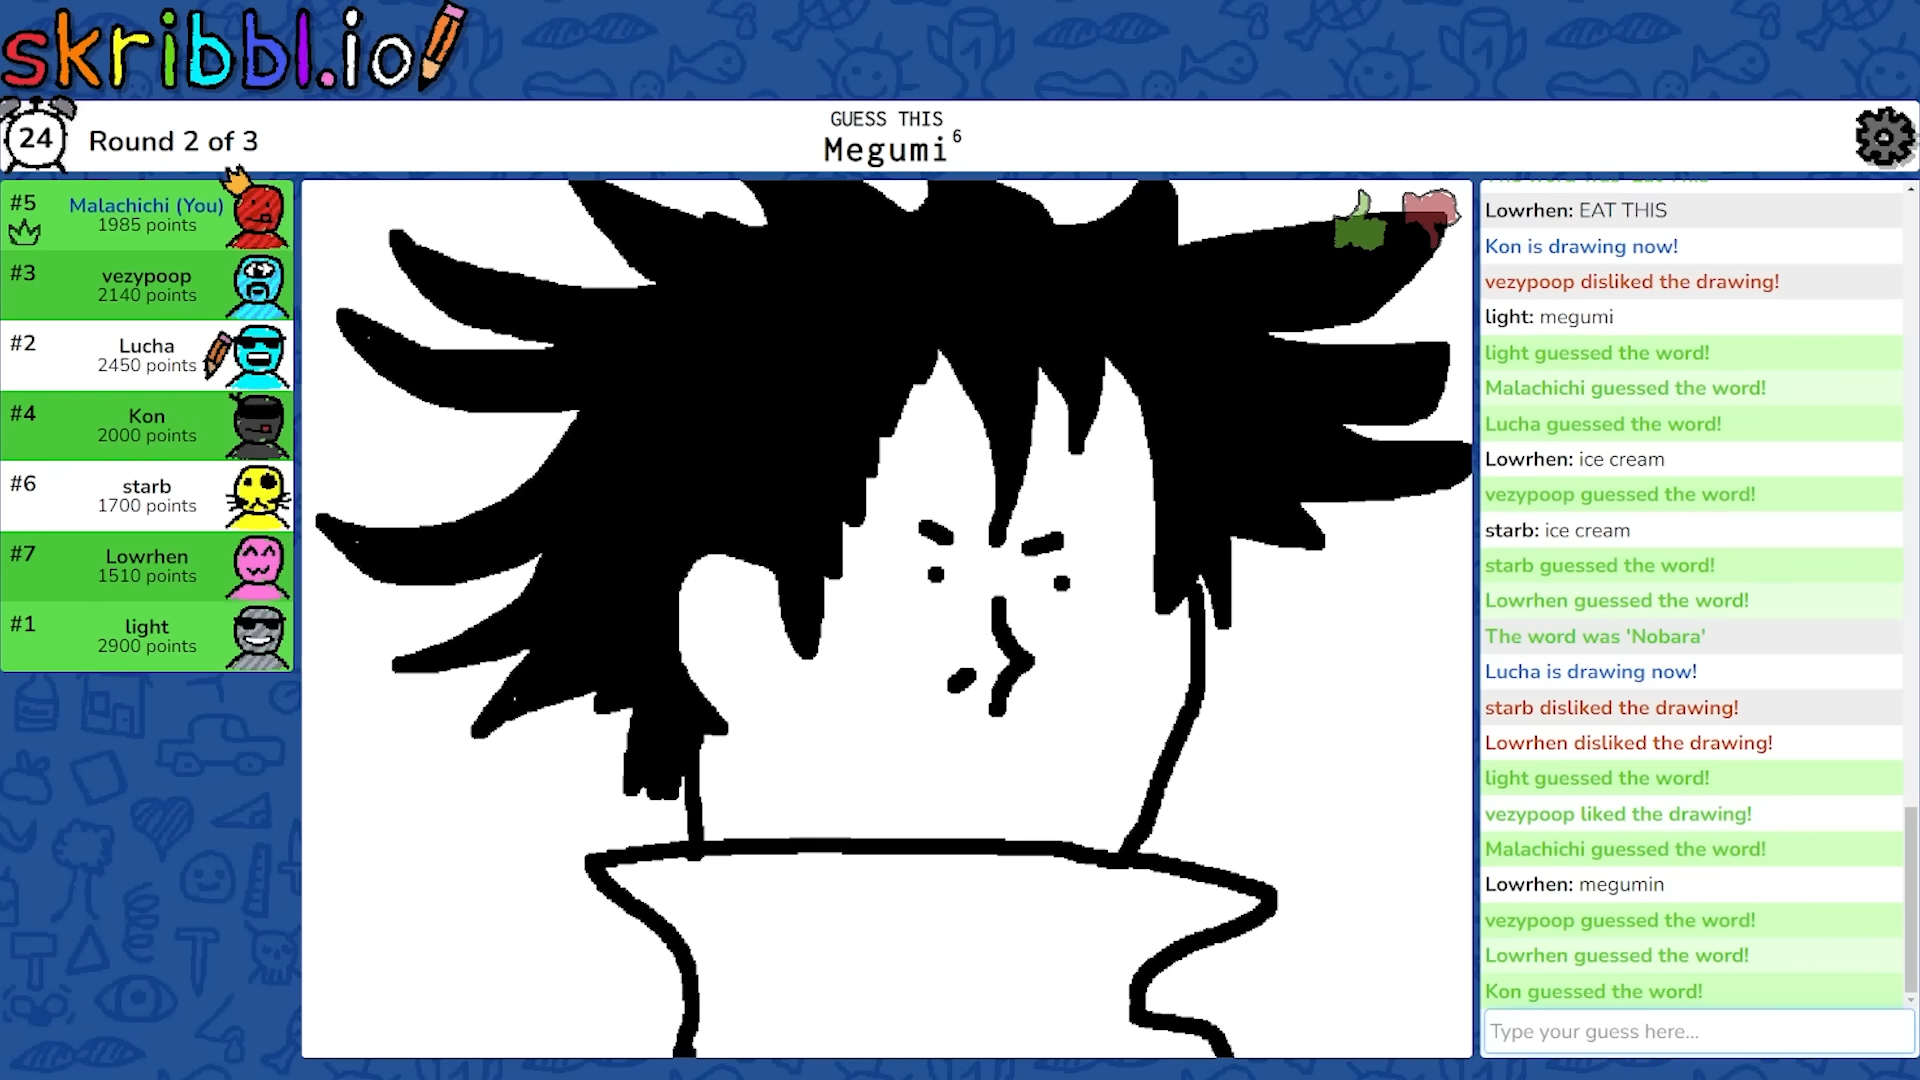 skribbl.io
24
Round 2 of 3
GUESS THIS
Megumi 6
#5
Malachichi (You)
1985 points
#3
vezypoop
2140 points
#2
Lucha
2450 points
#4
Kon
2000 points
#6
starb
1700 points
#7
Lowrhen
1510 points
#1
light
2900 points
Lowrhen: EAT THIS
Kon is drawing now!
vezypoop disliked the drawing!
light: megumi
light guessed the word!
Malachichi guessed the word!
Lucha guessed the word!
Lowrhen: ice cream
vezypoop guessed the word!
starb: ice cream
starb guessed the word!
Lowrhen guessed the word!
The word was 'Nobara'
Lucha is drawing now!
starb disliked the drawing!
Lowrhen disliked the drawing!
light guessed the word!
vezypoop liked the drawing!
Malachichi guessed the word!
Lowrhen: megumin
vezypoop guessed the word!
Lowrhen guessed the word!
Kon guessed the word!
Type your guess here...